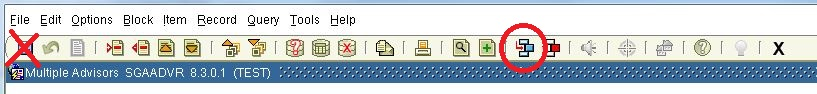 File Edit Options Block Item Record Query Tools Help
X
Multiple Advisors SGAADVR 8.3.0.1 (TEST)